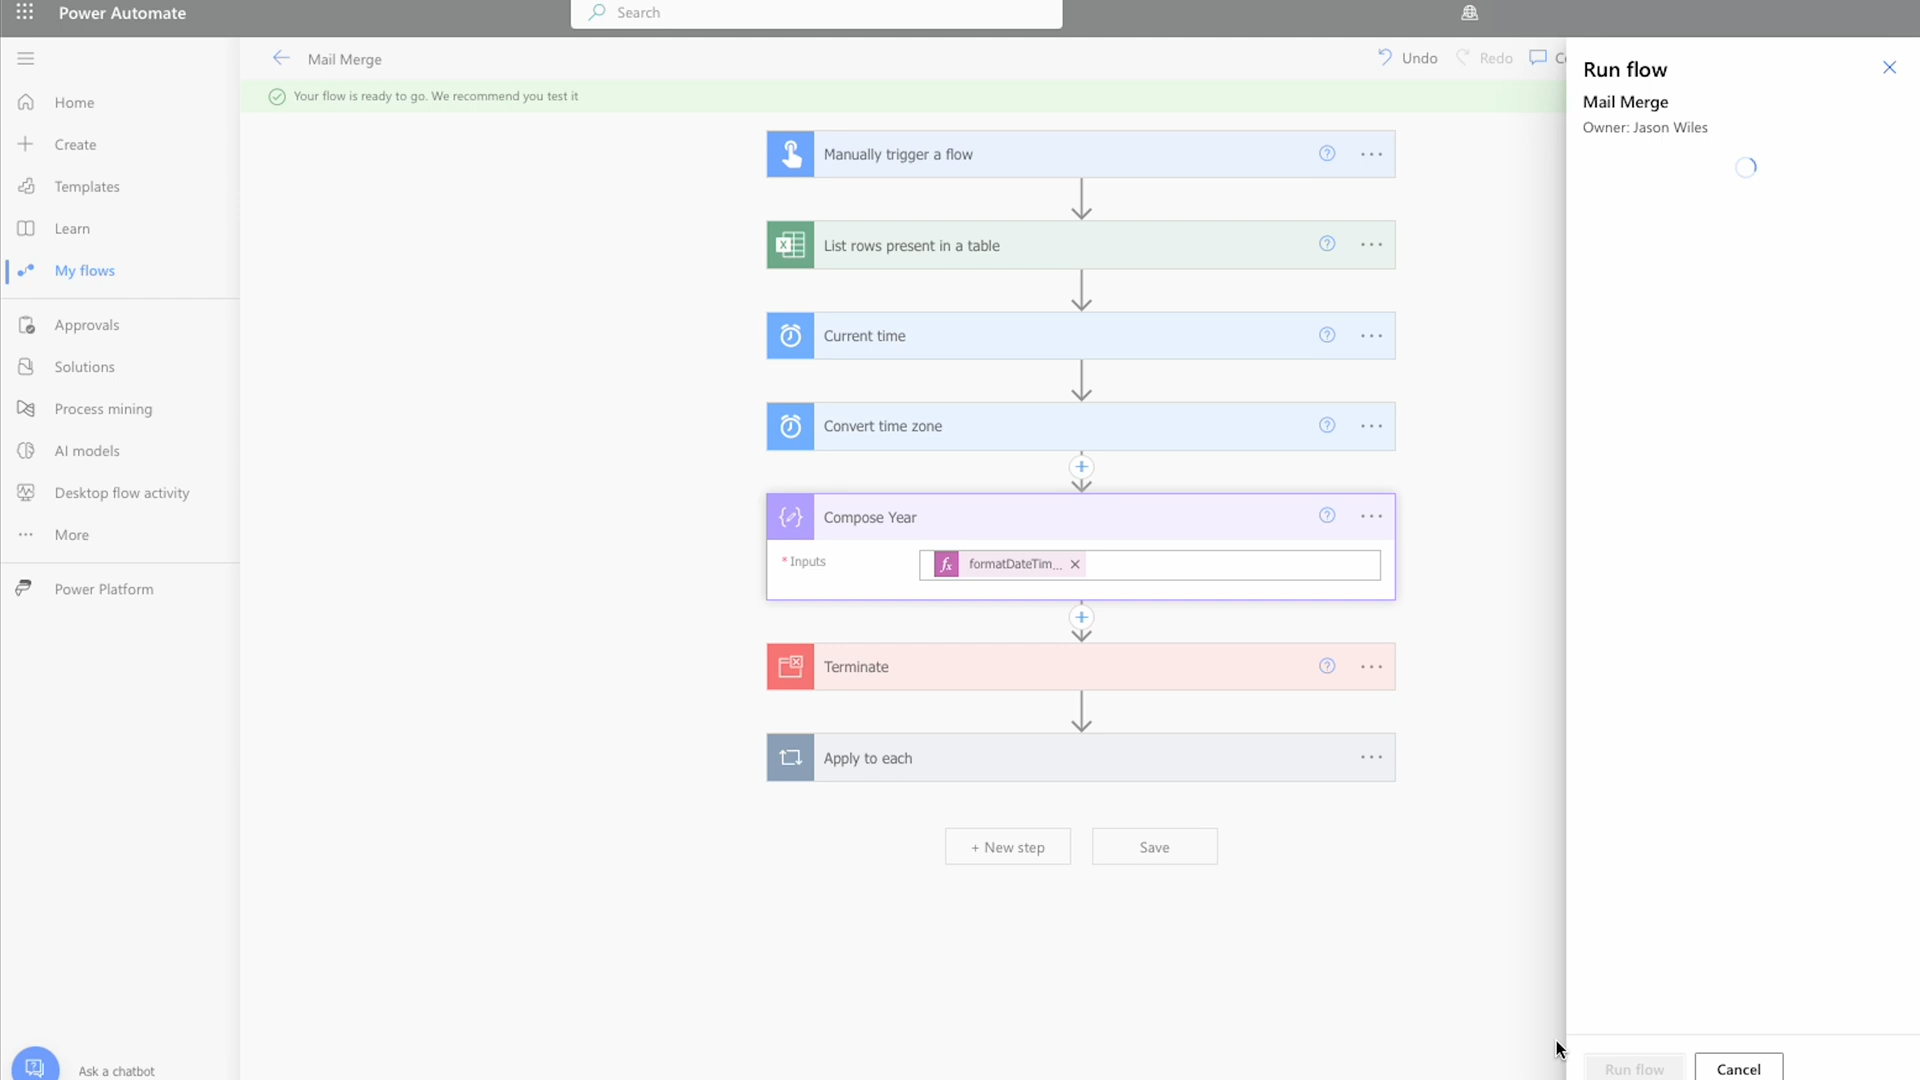 Power Automate
Search
Mail Merge
Undo
Redo
Your flow is ready to go. We recommend you test it
Home
Create
Templates
Learn
My flows
Approvals
Solutions
Process mining
AI models
Desktop flow activity
More
Power Platform
Ask a chatbot
Manually trigger a flow
List rows present in a table
Current time
Convert time zone
Compose Year
* Inputs
fx formatDateTim...
Terminate
Apply to each
+ New step
Save
Run flow
Mail Merge
Owner: Jason Wiles
Run flow
Cancel